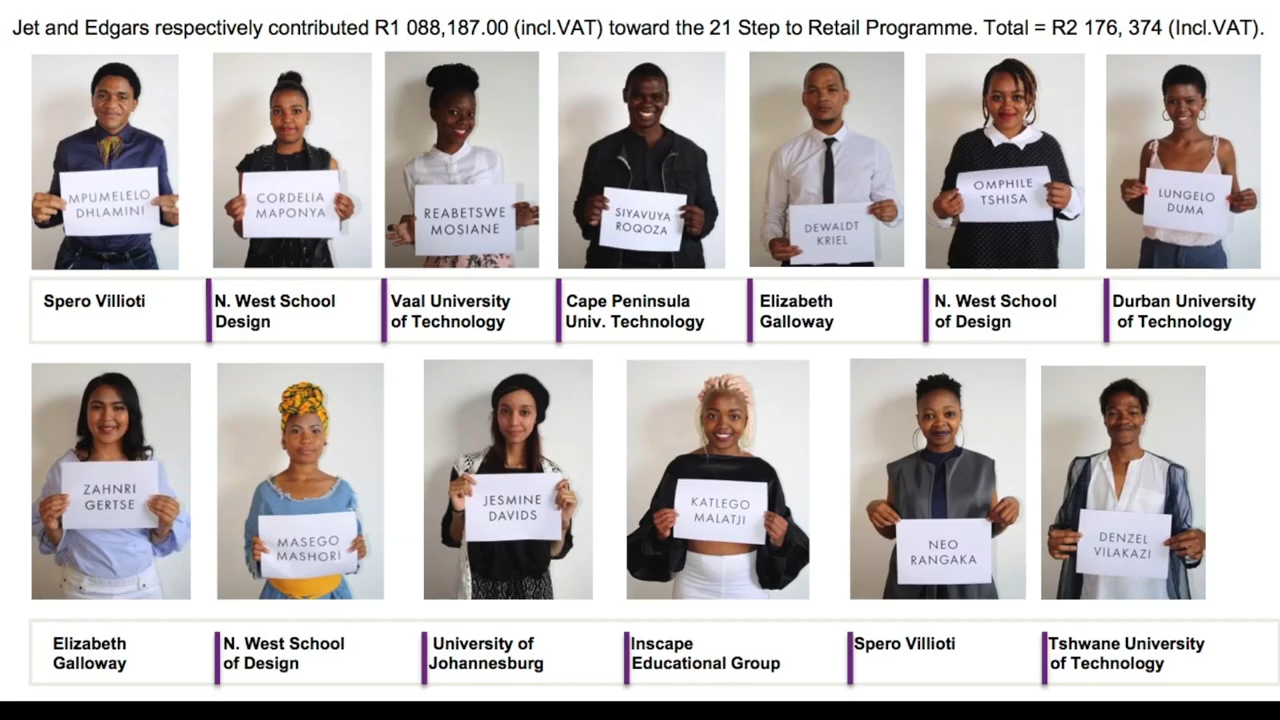 Jet and Edgars respectively contributed R1 088,187.00 (incl.VAT) toward the 21 Step to Retail Programme. Total = R2 176, 374 (Incl.VAT).
MPUMELELO
DHLAMINI
CORDELIA
MAPONYA
REABETSWE
MOSIANE
SIYAVUYA
ROQOZA
DEWALDT
KRIEL
OMPHILE
TSHISA
LUNGELO
DUMA
Spero Villioti
N. West School
Design
Vaal University
of Technology
Cape Peninsula
Univ. Technology
Elizabeth
Galloway
N. West School
of Design
Durban University
of Technology
ZAHNRI
GERTSE
MASEGO
MASHORI
JESMINE
DAVIDS
KATLEGO
MALATJI
NEO
RANGAKA
DENZEL
VILAKAZI
Elizabeth
Galloway
N. West School
of Design
University of
Johannesburg
Inscape
Educational Group
Spero Villioti
Tshwane University
of Technology